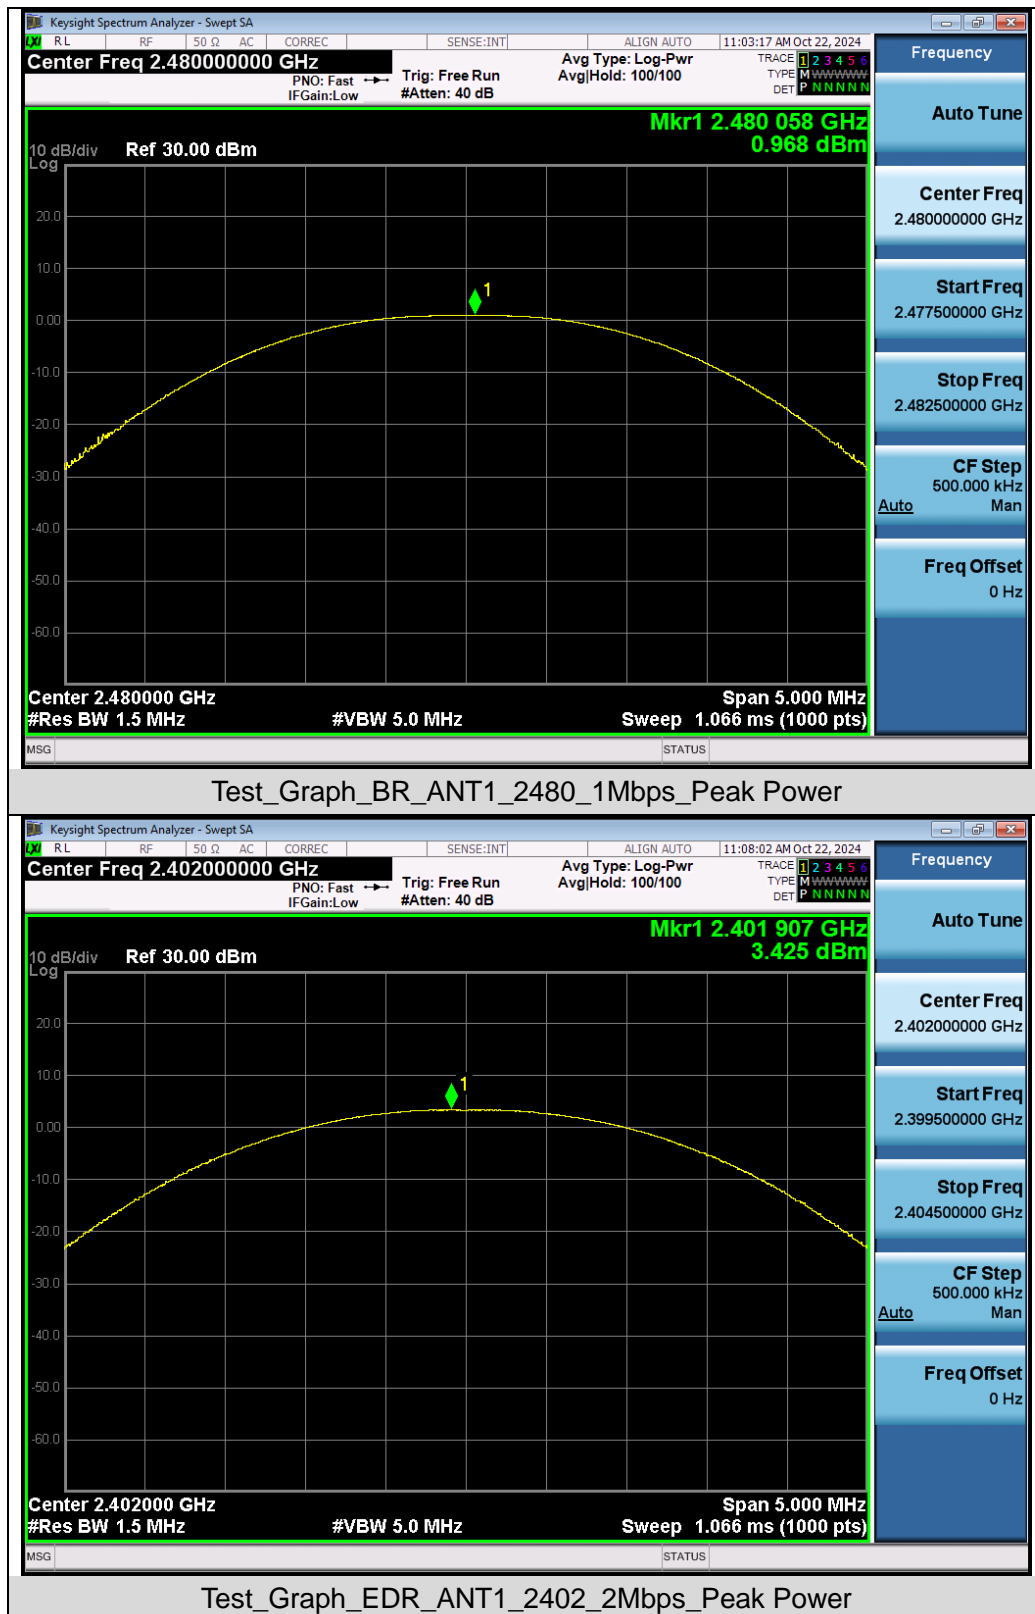 Keysight Spectrum Analyzer - Swept SA
LXI RL RF 50 Ω AC CORREC SENSE:INT ALIGN AUTO 11:03:17 AM Oct 22, 2024
Center Freq 2.480000000 GHz
PNO: Fast
IFGain:Low
Trig: Free Run
#Atten: 40 dB
Avg Type: Log-Pwr
Avg|Hold: 100/100
TRACE 1 2 3 4 5 6
TYPE M W W W W W
DET P N N N N N
Frequency
Mkr1 2.480 058 GHz
0.968 dBm
10 dB/div Ref 30.00 dBm
Log
20.0
10.0
0.00
-10.0
-20.0
-30.0
-40.0
-50.0
-60.0
1
Center 2.480000 GHz Span 5.000 MHz
#Res BW 1.5 MHz #VBW 5.0 MHz Sweep 1.066 ms (1000 pts)
MSG STATUS
Auto Tune
Center Freq
2.480000000 GHz
Start Freq
2.477500000 GHz
Stop Freq
2.482500000 GHz
CF Step
500.000 kHz
Auto Man
Freq Offset
0 Hz
Test_Graph_BR_ANT1_2480_1Mbps_Peak Power
Keysight Spectrum Analyzer - Swept SA
LXI RL RF 50 Ω AC CORREC SENSE:INT ALIGN AUTO 11:08:02 AM Oct 22, 2024
Center Freq 2.402000000 GHz
PNO: Fast
IFGain:Low
Trig: Free Run
#Atten: 40 dB
Avg Type: Log-Pwr
Avg|Hold: 100/100
TRACE 1 2 3 4 5 6
TYPE M W W W W W
DET P N N N N N
Frequency
Mkr1 2.401 907 GHz
3.425 dBm
10 dB/div Ref 30.00 dBm
Log
20.0
10.0
0.00
-10.0
-20.0
-30.0
-40.0
-50.0
-60.0
1
Center 2.402000 GHz Span 5.000 MHz
#Res BW 1.5 MHz #VBW 5.0 MHz Sweep 1.066 ms (1000 pts)
MSG STATUS
Auto Tune
Center Freq
2.402000000 GHz
Start Freq
2.399500000 GHz
Stop Freq
2.404500000 GHz
CF Step
500.000 kHz
Auto Man
Freq Offset
0 Hz
Test_Graph_EDR_ANT1_2402_2Mbps_Peak Power